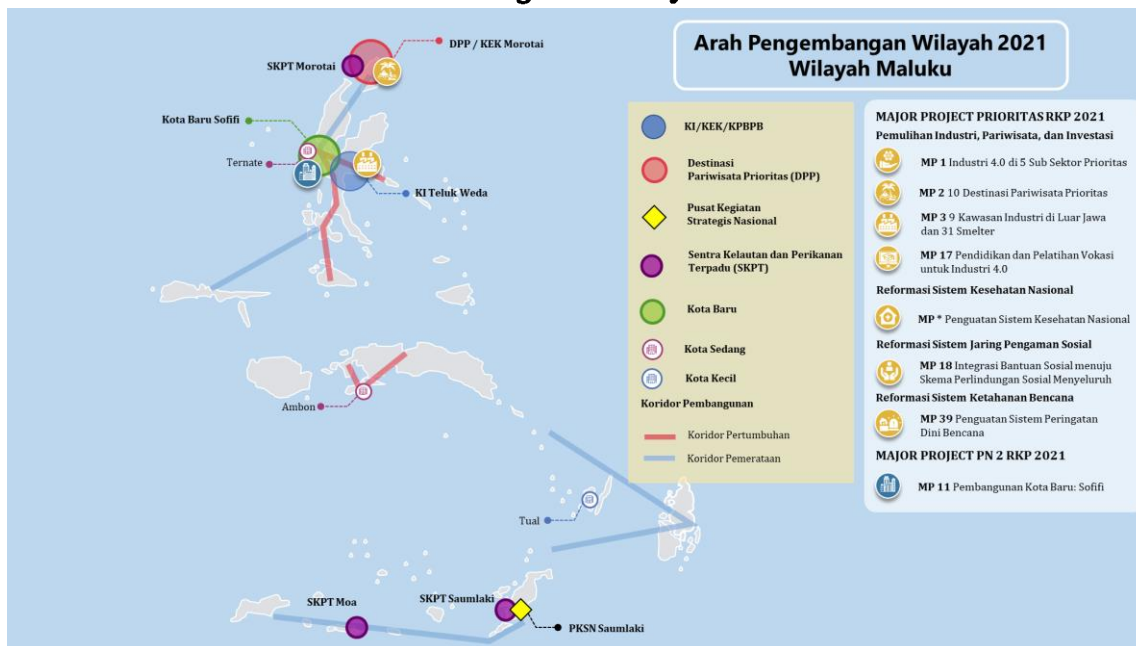 Arah Pengembangan Wilayah 2021
Wilayah Maluku
DPP / KEK Morotai
SKPT Morotai
Kota Baru Sofifi
Ternate
KI Teluk Weda
Ambon
Tual
SKPT Moa
SKPT Saumlaki
PKSN Saumlaki
KI/KEK/KPBPB
Destinasi
Pariwisata Prioritas (DPP)
Pusat Kegiatan
Strategis Nasional
Sentra Kelautan dan Perikanan
Terpadu (SKPT)
Kota Baru
Kota Sedang
Kota Kecil
Koridor Pembangunan
Koridor Pertumbuhan
Koridor Pemerataan
MAJOR PROJECT PRIORITAS RKP 2021
Pemulihan Industri, Pariwisata, dan Investasi
MP 1 Industri 4.0 di 5 Sub Sektor Prioritas
MP 2 10 Destinasi Pariwisata Prioritas
MP 3 9 Kawasan Industri di Luar Jawa
dan 31 Smelter
MP 17 Pendidikan dan Pelatihan Vokasi
untuk Industri 4.0
Reformasi Sistem Kesehatan Nasional
MP * Penguatan Sistem Kesehatan Nasional
Reformasi Sistem Jaring Pengaman Sosial
MP 18 Integrasi Bantuan Sosial menuju
Skema Perlindungan Sosial Menyeluruh
Reformasi Sistem Ketahanan Bencana
MP 39 Penguatan Sistem Peringatan
Dini Bencana
MAJOR PROJECT PN 2 RKP 2021
MP 11 Pembangunan Kota Baru: Sofifi